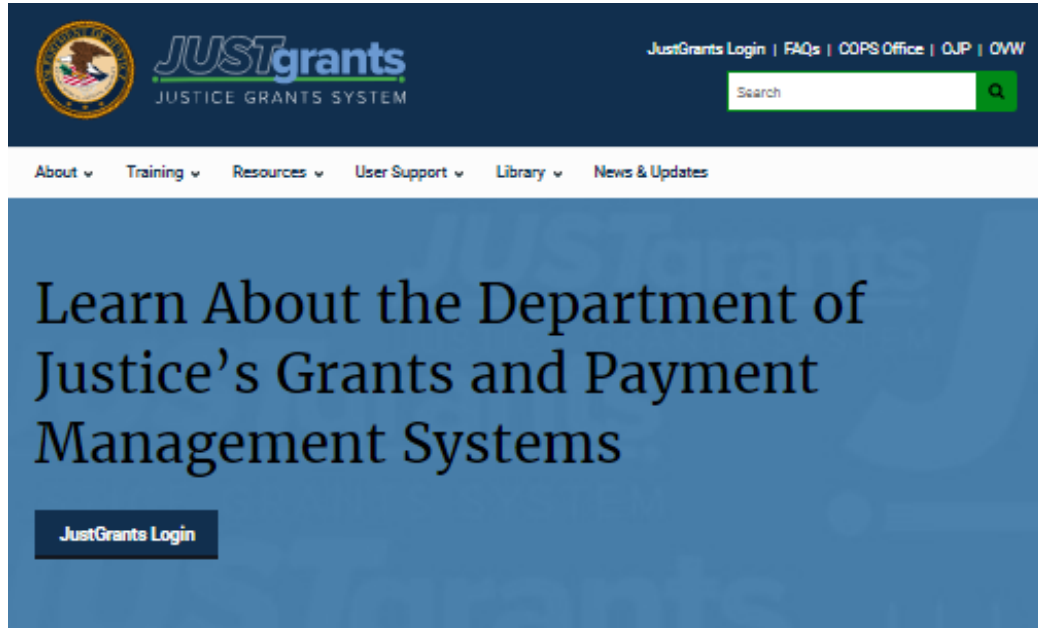 JUSTgrants
JUSTICE GRANTS SYSTEM
JustGrants Login | FAQs | COPS Office | OJP | OVW
Search
About Training Resources User Support Library News & Updates
Learn About the Department of
Justice’s Grants and Payment
Management Systems
JustGrants Login